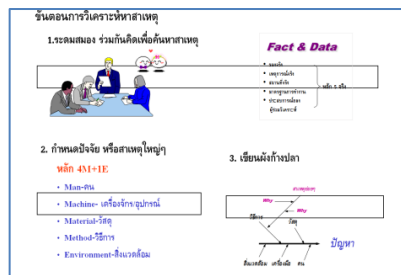 ขั้นตอนการวิเคราะห์หาสาเหตุ
1.ระดมสมอง ร่วมกันคิดเพื่อค้นหาสาเหตุ
Fact & Data
หลัก 5 จริง
2. กำหนดปัจจัย หรือสาเหตุใหญ่ๆ
หลัก 4M+1E
• Man-คน
• Machine- เครื่องจักร/อุปกรณ์
• Material-วัสดุ
• Method-วิธีการ
• Environment-สิ่งแวดล้อม
3. เขียนผังก้างปลา
Why
Why
วิธีการ
วัสดุ
ปัญหา
สิ่งแวดล้อม เครื่องมือ คน